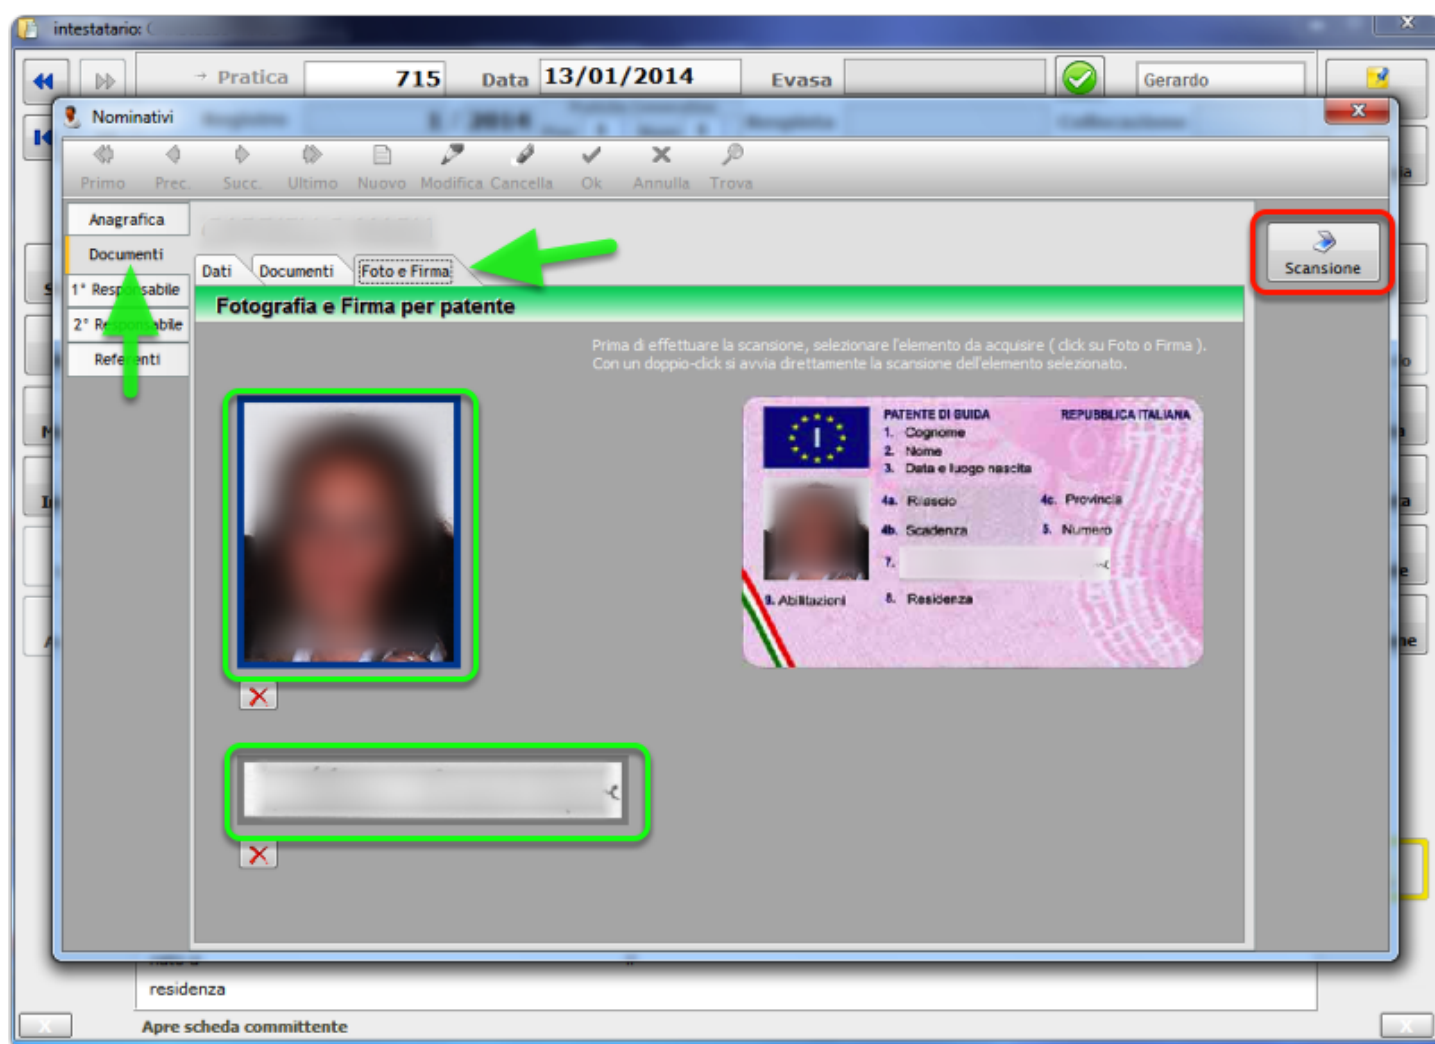 intestatario:
→ Pratica 715 Data 13/01/2014 Evasa Gerardo
Nominativi
Primo Prec. Succ. Ultimo Nuovo Modifica Cancella Ok Annulla Trova
Anagrafica
Documenti
1° Responsabile
2° Responsabile
Referenti
Dati Documenti Foto e Firma
Scansione
Fotografia e Firma per patente
Prima di effettuare la scansione, selezionare l'elemento da acquisire ( click su Foto o Firma ).
Con un doppio-click si avvia direttamente la scansione dell'elemento selezionato.
PATENTE DI GUIDA REPUBBLICA ITALIANA
1. Cognome
2. Nome
3. Data e luogo nascita
4a. Rilascio 4c. Provincia
4b. Scadenza 5. Numero
7.
9. Abilitazioni 8. Residenza
residenza
Apre scheda committente